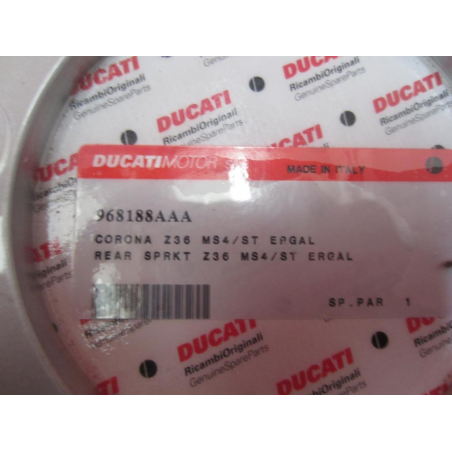 DUCATI
RicambiOriginali
GenuineSpareParts
DUCATI
RicambiOriginali
GenuineSpareParts
DUCATI
RicambiOriginali
DUCATIMOTOR
MADE IN ITALY
968188AAA
CORONA Z36 MS4/ST ERGAL
REAR SPRKT Z36 MS4/ST ERGAL
SP.PAR 1
DUCATI
RicambiOriginali
GenuineSpareParts
DUCATI
RicambiOriginali
GenuineSpareParts